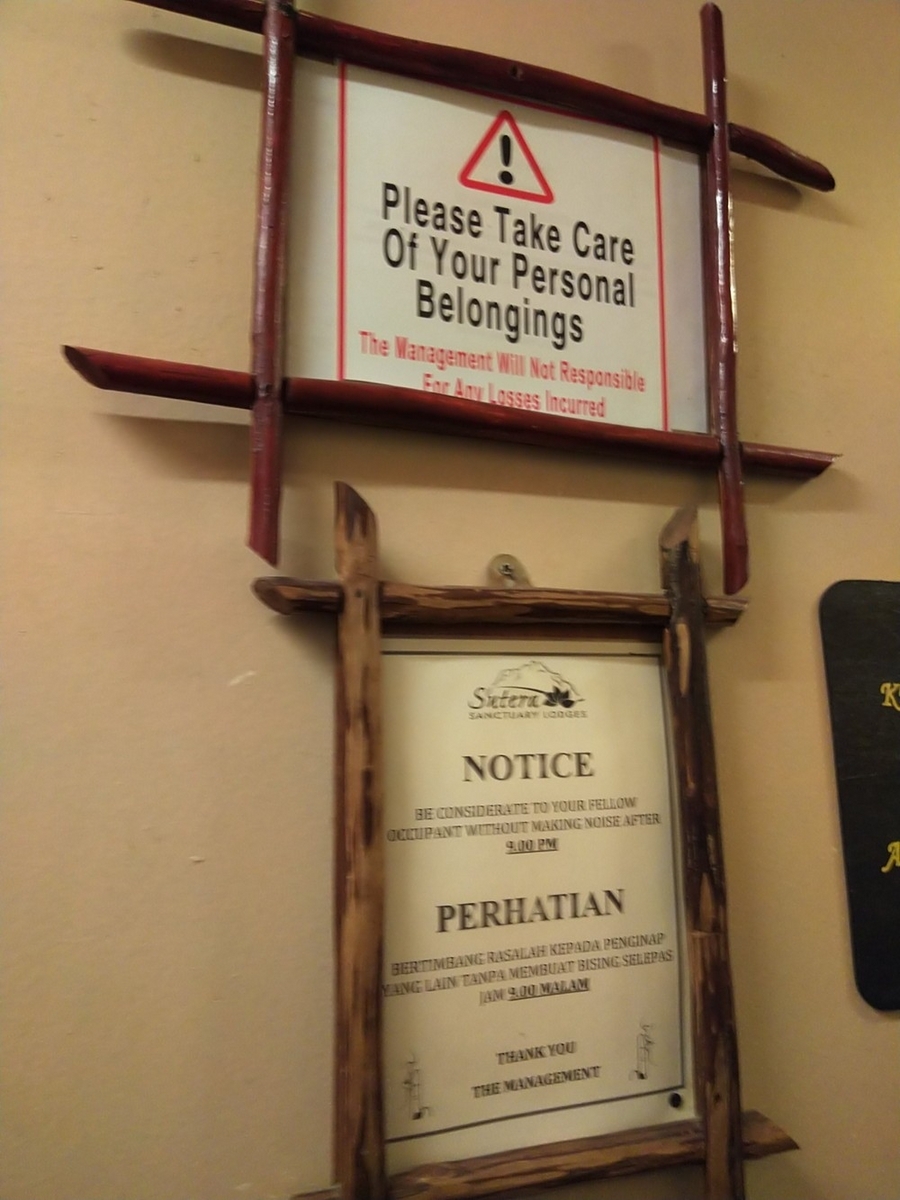 Please Take Care
Of Your Personal
Belongings
The Management Will Not Responsible
For Any Losses Incurred
Sutera
SANCTUARY LODGES
NOTICE
BE CONSIDERATE TO YOUR FELLOW
OCCUPANT WITHOUT MAKING NOISE AFTER
9.00 PM
PERHATIAN
BERTIMBANG RASALAH KEPADA PENGINAP
YANG LAIN TANPA MEMBUAT BISING SELEPAS
JAM 9.00 MALAM
THANK YOU
THE MANAGEMENT